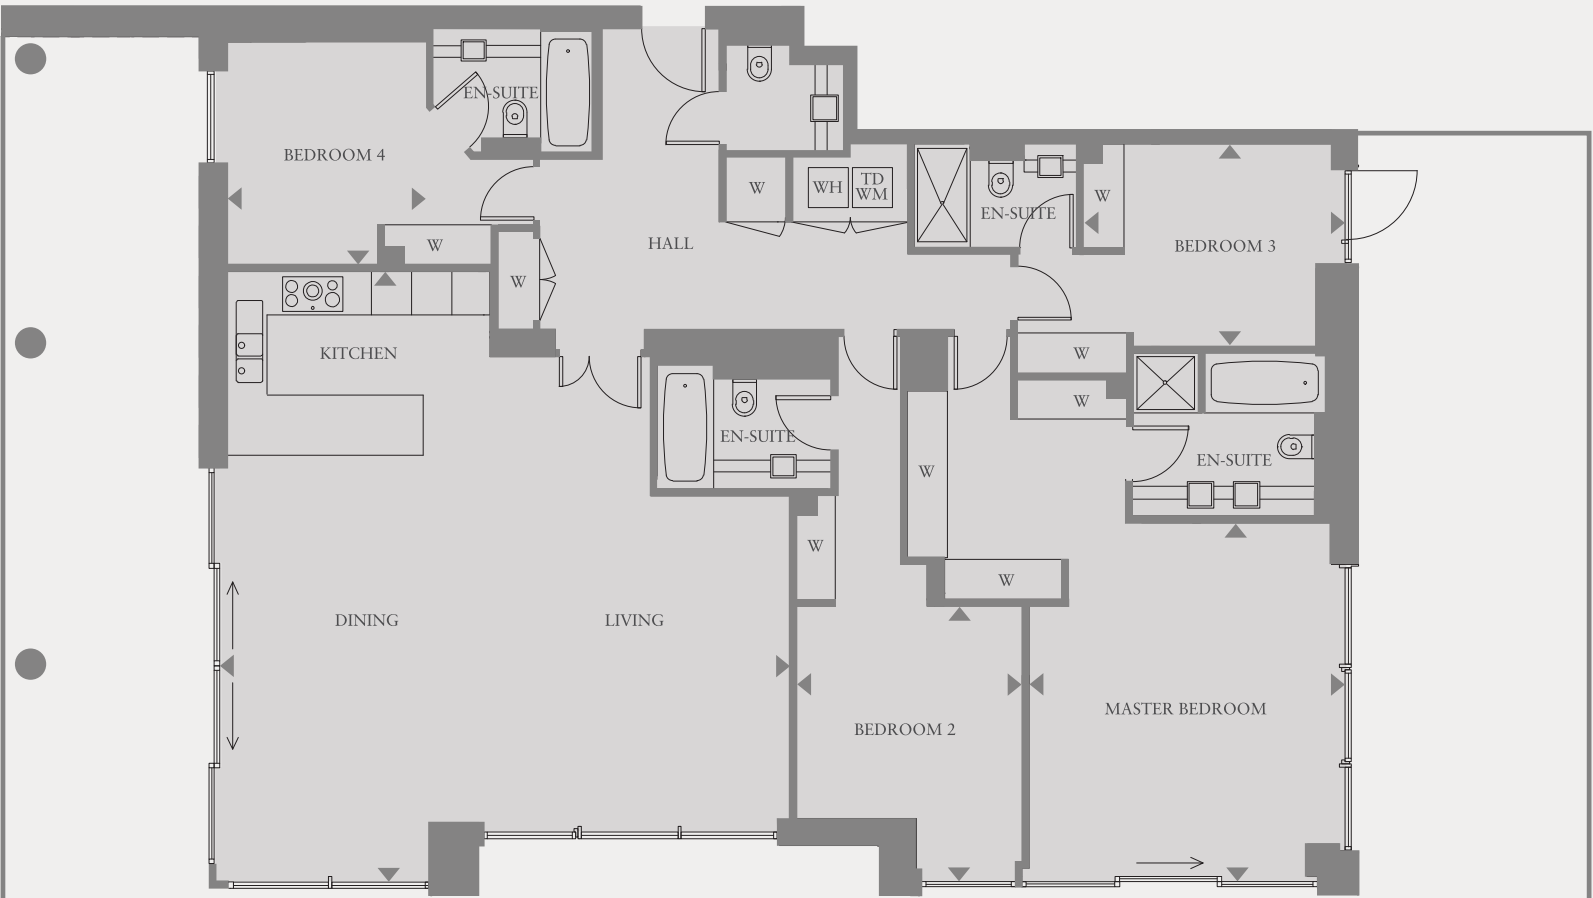 EN-SUITE
BEDROOM 4
W
HALL
W
W
WH
TD
WM
EN-SUITE
W
BEDROOM 3
KITCHEN
EN-SUITE
W
W
W
EN-SUITE
W
W
DINING
LIVING
BEDROOM 2
MASTER BEDROOM